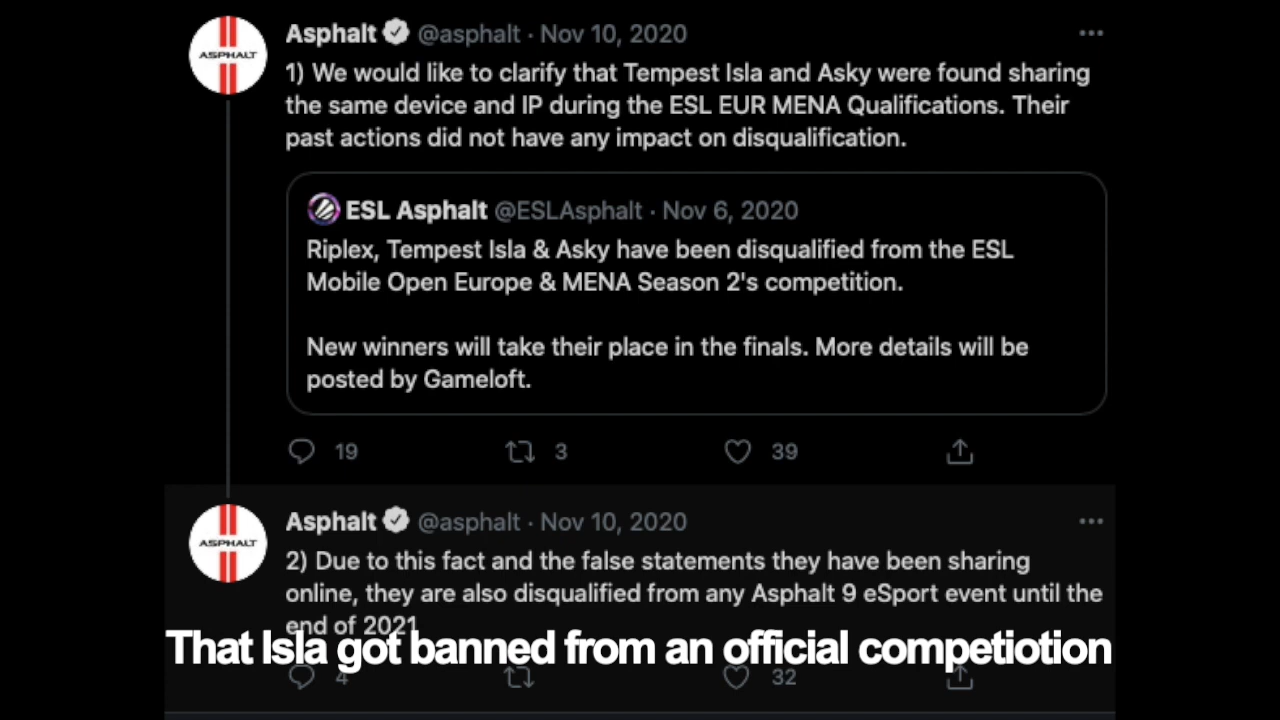 Asphalt @asphalt · Nov 10, 2020
ASPHALT
1) We would like to clarify that Tempest Isla and Asky were found sharing
the same device and IP during the ESL EUR MENA Qualifications. Their
past actions did not have any impact on disqualification.
ESL Asphalt @ESLAsphalt · Nov 6, 2020
Riplex, Tempest Isla & Asky have been disqualified from the ESL
Mobile Open Europe & MENA Season 2's competition.
New winners will take their place in the finals. More details will be
posted by Gameloft.
19 3 39
Asphalt @asphalt · Nov 10, 2020
ASPHALT
2) Due to this fact and the false statements they have been sharing
online, they are also disqualified from any Asphalt 9 eSport event until the
end of 2021
That Isla got banned from an official competiotion
4 32